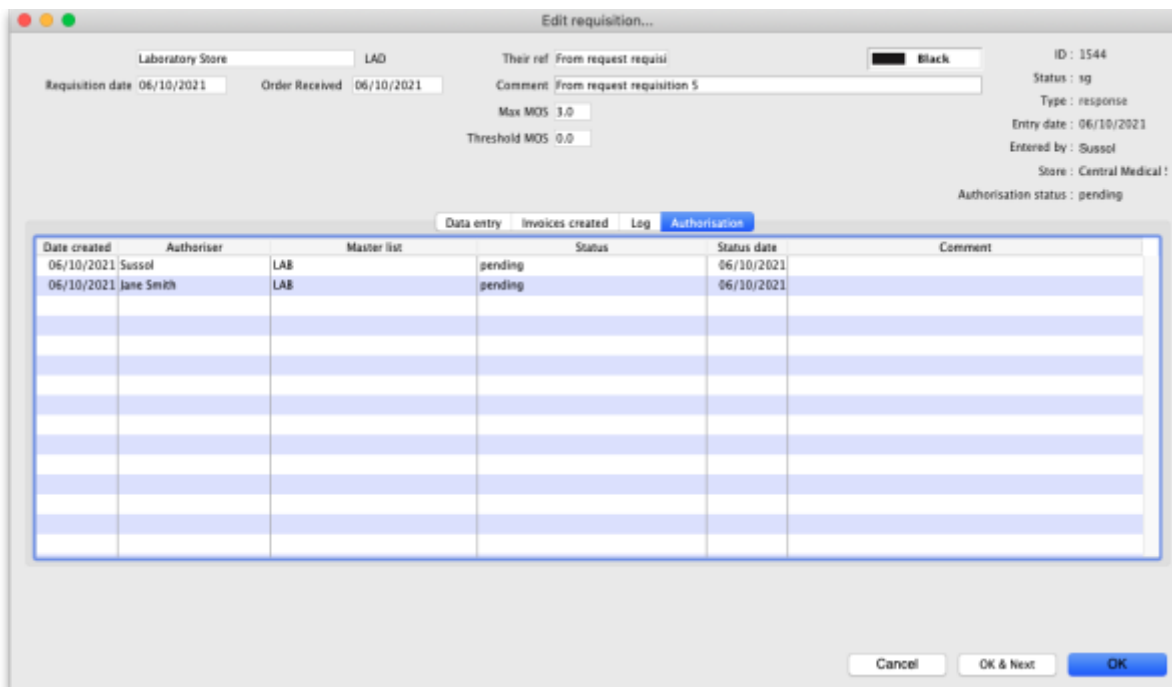 Edit requisition...
Laboratory Store LAD Their ref From request requisi Black ID : 1544
Requisition date 06/10/2021 Order Received 06/10/2021 Comment From request requisition 5 Status : sg
Max MOS 3.0 Type : response
Threshold MOS 0.0 Entry date : 06/10/2021
Entered by : Sussol
Store : Central Medical
Authorisation status : pending
Data entry Invoices created Log Authorisation
Date created Authoriser Master list Status Status date Comment
06/10/2021 Sussol LAB pending 06/10/2021
06/10/2021 Jane Smith LAB pending 06/10/2021
Cancel OK & Next OK